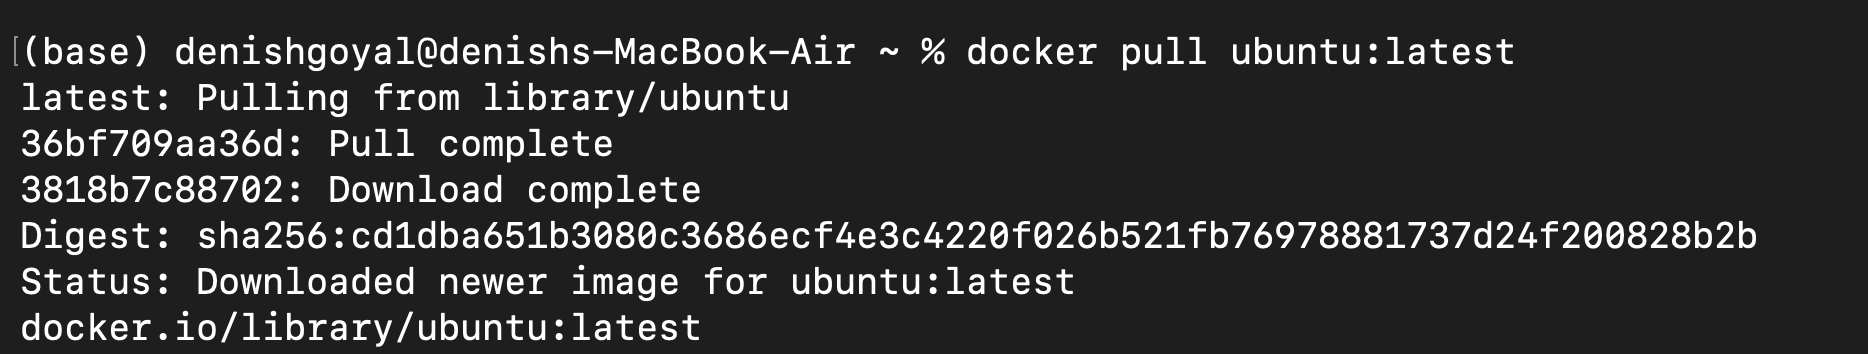 [(base) denishgoyal@denishs-MacBook-Air ~ % docker pull ubuntu:latest
latest: Pulling from library/ubuntu
36bf709aa36d: Pull complete
3818b7c88702: Download complete
Digest: sha256:cd1dba651b3080c3686ecf4e3c4220f026b521fb76978881737d24f200828b2b
Status: Downloaded newer image for ubuntu:latest
docker.io/library/ubuntu:latest